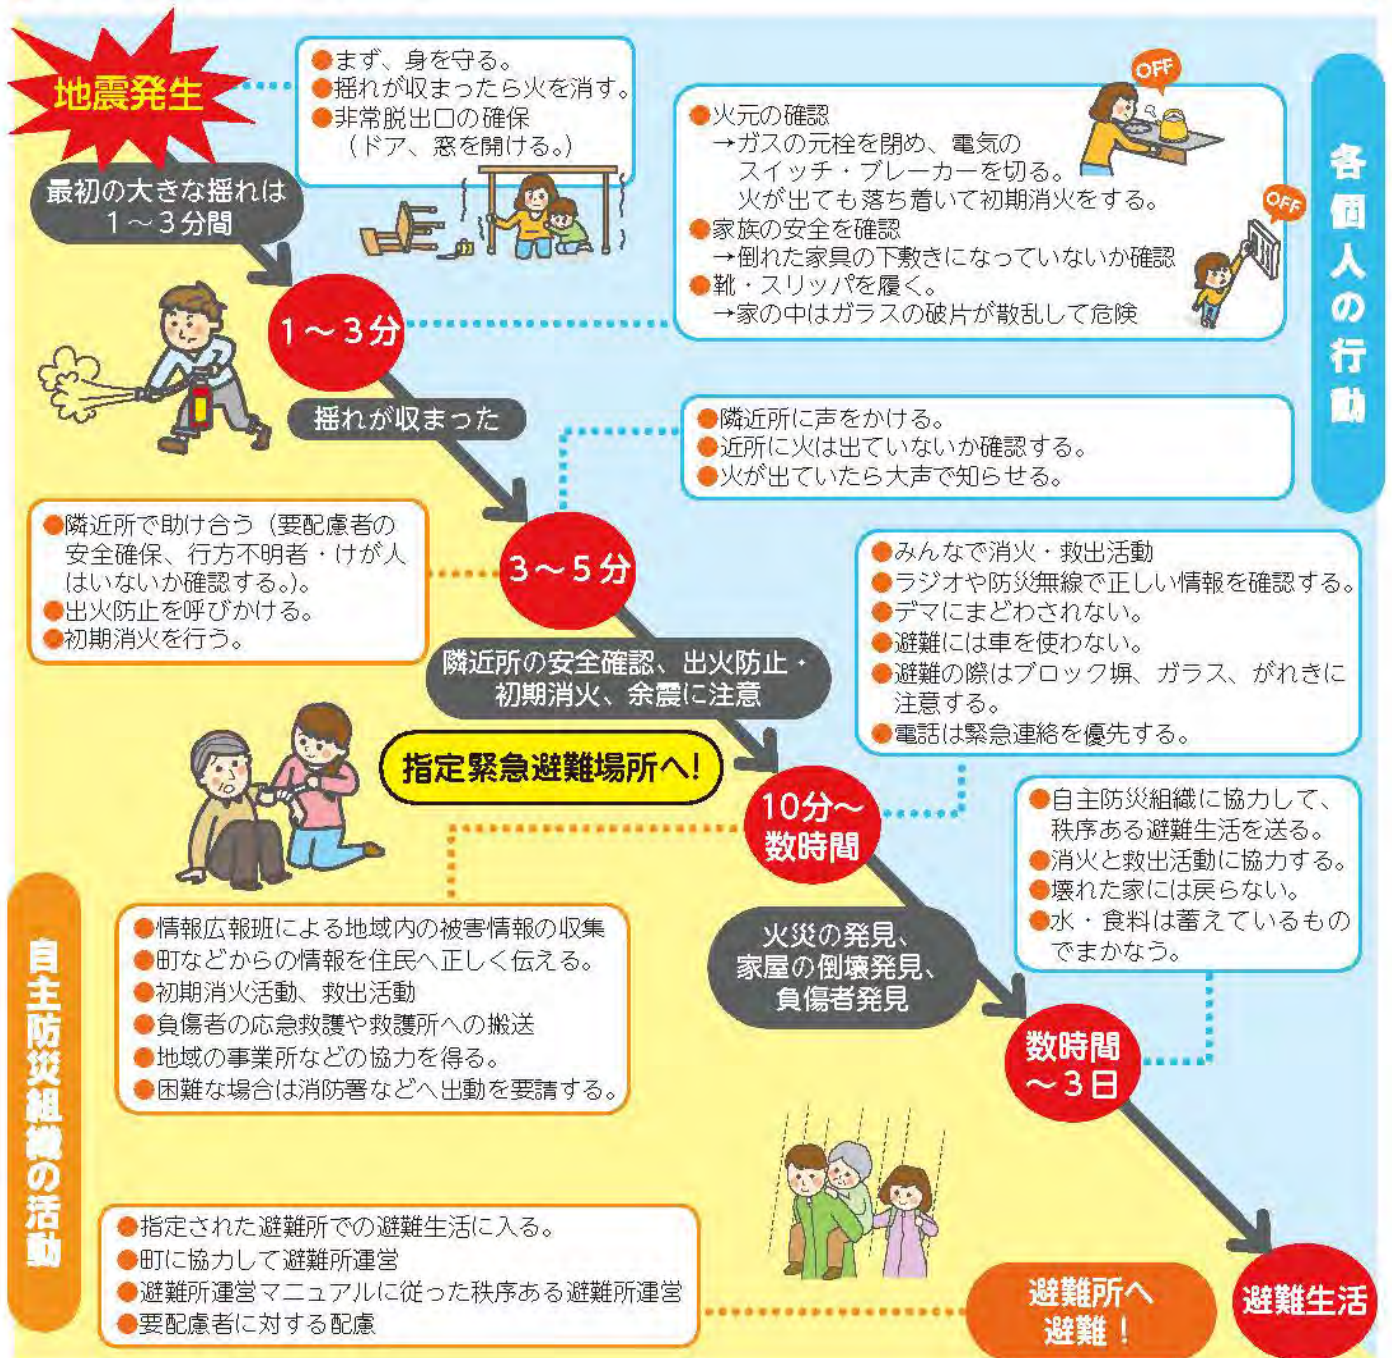 地震発生
●まず、身を守る。
●揺れが収まったら火を消す。
●非常脱出口の確保
（ドア、窓を開ける。）
最初の大きな揺れは
１～３分間
各個人の行動
●火元の確認
→ガスの元栓を閉め、電気の
スイッチ・ブレーカーを切る。
火が出ても落ち着いて初期消火をする。
●家族の安全を確認
→倒れた家具の下敷きになっていないか確認
●靴・スリッパを履く。
→家の中はガラスの破片が散乱して危険
OFF
OFF
１～３分
揺れが収まった
●隣近所に声をかける。
●近所に火は出ていないか確認する。
●火が出ていたら大声で知らせる。
●隣近所で助け合う（要配慮者の
安全確保、行方不明者・けが人
はいないか確認する。）。
●出火防止を呼びかける。
●初期消火を行う。
３～５分
隣近所の安全確認、出火防止・
初期消火、余震に注意
●みんなで消火・救出活動
●ラジオや防災無線で正しい情報を確認する。
●デマにまどわされない。
●避難には車を使わない。
●避難の際はブロック塀、ガラス、がれきに
注意する。
●電話は緊急連絡を優先する。
指定緊急避難場所へ!
10分～
数時間
●自主防災組織に協力して、
秩序ある避難生活を送る。
●消火と救出活動に協力する。
●壊れた家には戻らない。
●水・食料は蓄えているもの
でまかなう。
自主防災組織の活動
●情報広報班による地域内の被害情報の収集
●町などからの情報を住民へ正しく伝える。
●初期消火活動、救出活動
●負傷者の応急救護や救護所への搬送
●地域の事業所などの協力を得る。
●困難な場合は消防署などへ出動を要請する。
火災の発見、
家屋の倒壊発見、
負傷者発見
数時間
～３日
●指定された避難所での避難生活に入る。
●町に協力して避難所運営
●避難所運営マニュアルに従った秩序ある避難所運営
●要配慮者に対する配慮
避難所へ
避難！
避難生活